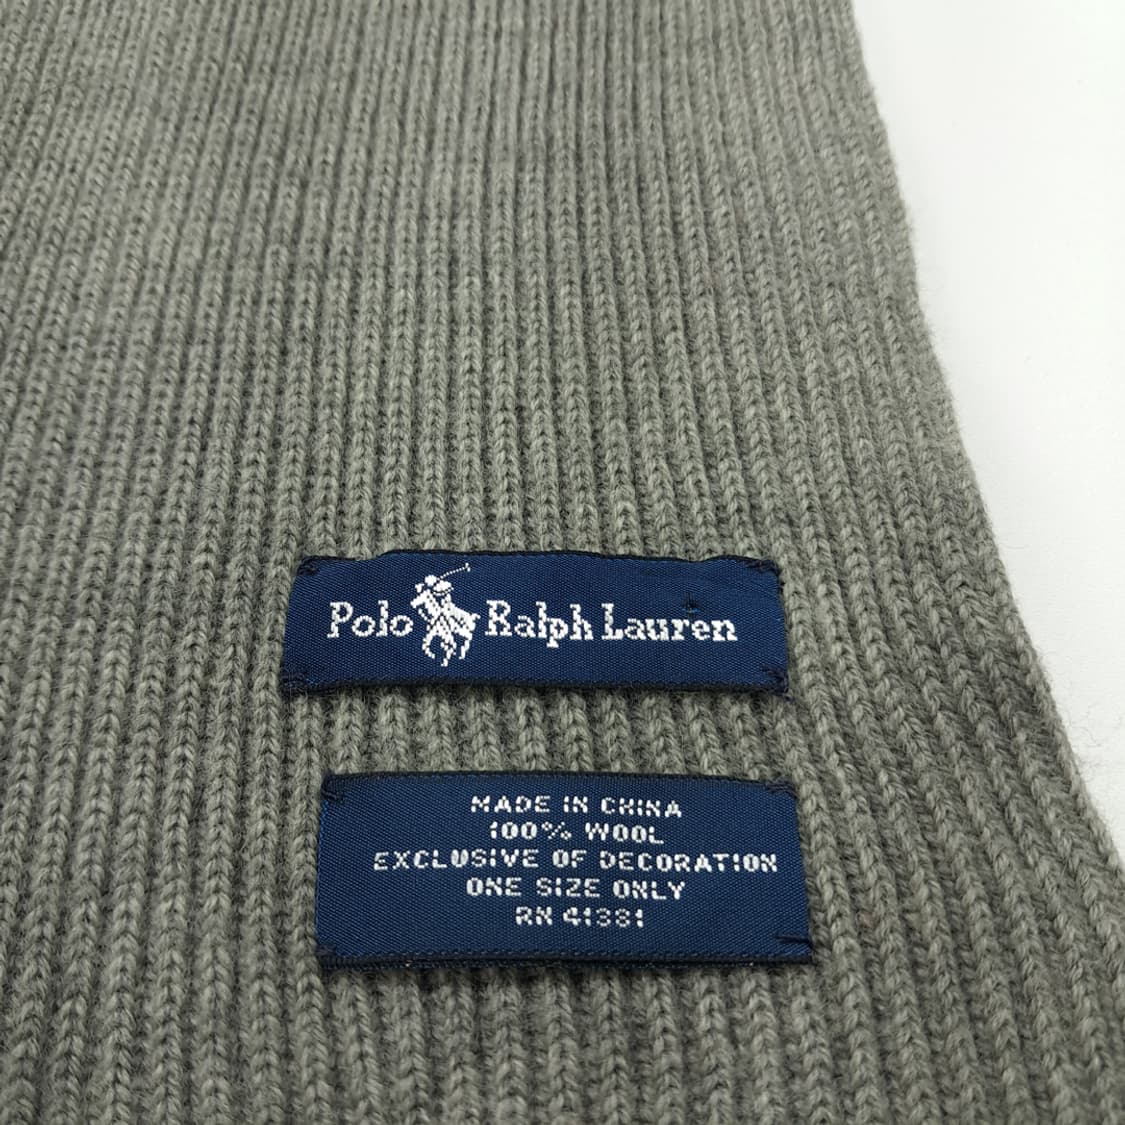 Polo Ralph Lauren
MADE IN CHINA
100% WOOL
EXCLUSIVE OF DECORATION
ONE SIZE ONLY
RN 41381